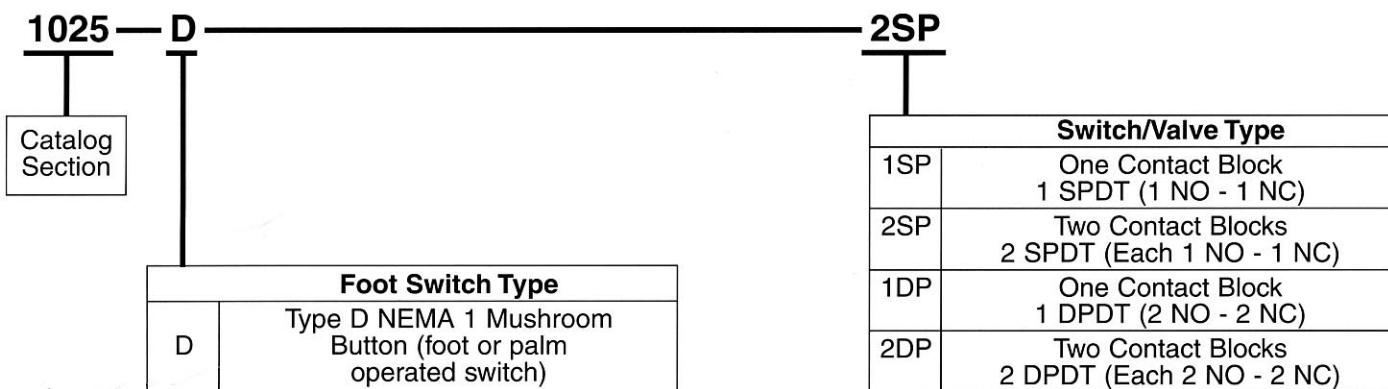 1025 — D — 2SP
Catalog
Section
Switch/Valve Type
1SP One Contact Block
1 SPDT (1 NO - 1 NC)
2SP Two Contact Blocks
2 SPDT (Each 1 NO - 1 NC)
1DP One Contact Block
1 DPDT (2 NO - 2 NC)
2DP Two Contact Blocks
2 DPDT (Each 2 NO - 2 NC)
Foot Switch Type
D Type D NEMA 1 Mushroom
Button (foot or palm
operated switch)